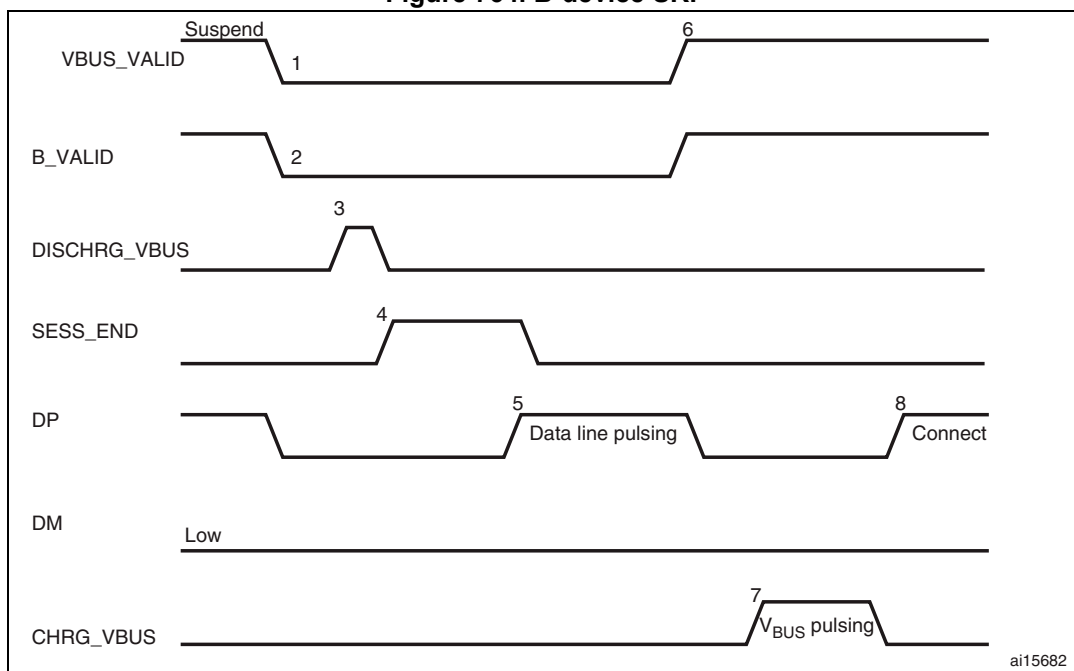 Suspend
6
VBUS_VALID
1
B_VALID
2
3
DISCHRG_VBUS
4
SESS_END
5
8
DP
Data line pulsing
Connect
DM
Low
7
VBUS pulsing
CHRG_VBUS
ai15682